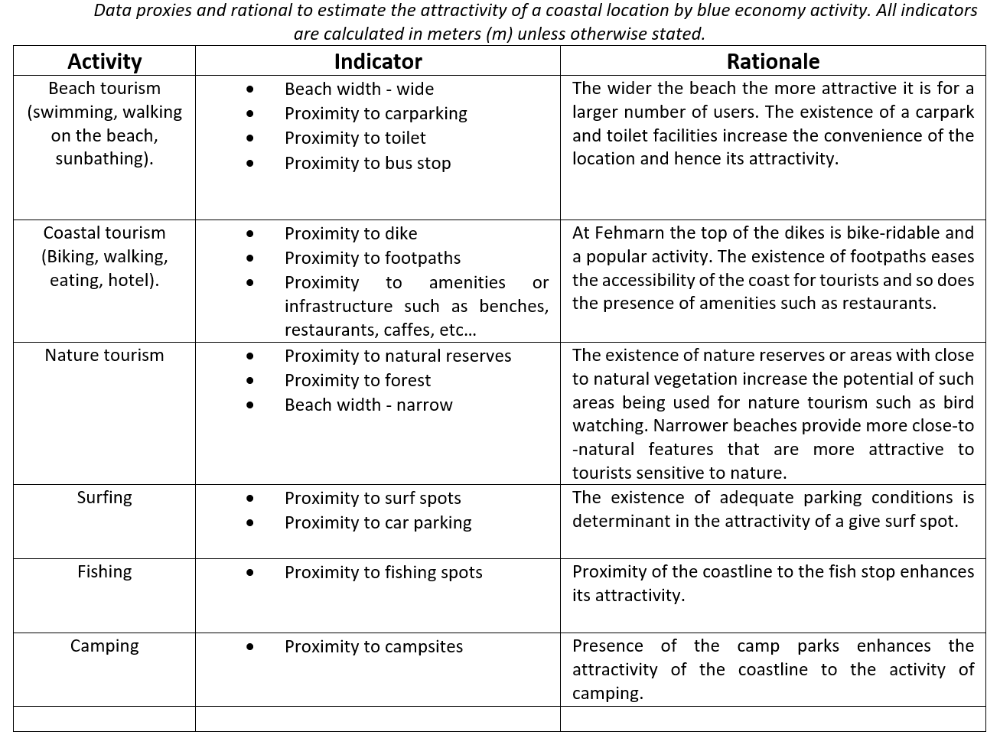 Data proxies and rational to estimate the attractivity of a coastal location by blue economy activity. All indicators
are calculated in meters (m) unless otherwise stated.
Activity
Indicator
Rationale
Beach tourism
(swimming, walking
on the beach,
sunbathing).
• Beach width - wide
• Proximity to carparking
• Proximity to toilet
• Proximity to bus stop
The wider the beach the more attractive it is for a
larger number of users. The existence of a carpark
and toilet facilities increase the convenience of the
location and hence its attractivity.
Coastal tourism
(Biking, walking,
eating, hotel).
• Proximity to dike
• Proximity to footpaths
• Proximity to amenities or
infrastructure such as benches,
restaurants, caffes, etc…
At Fehmarn the top of the dikes is bike-ridable and
a popular activity. The existence of footpaths eases
the accessibility of the coast for tourists and so does
the presence of amenities such as restaurants.
Nature tourism
• Proximity to natural reserves
• Proximity to forest
• Beach width - narrow
The existence of nature reserves or areas with close
to natural vegetation increase the potential of such
areas being used for nature tourism such as bird
watching. Narrower beaches provide more close-to
-natural features that are more attractive to
tourists sensitive to nature.
Surfing
• Proximity to surf spots
• Proximity to car parking
The existence of adequate parking conditions is
determinant in the attractivity of a give surf spot.
Fishing
• Proximity to fishing spots
Proximity of the coastline to the fish stop enhances
its attractivity.
Camping
• Proximity to campsites
Presence of the camp parks enhances the
attractivity of the coastline to the activity of
camping.